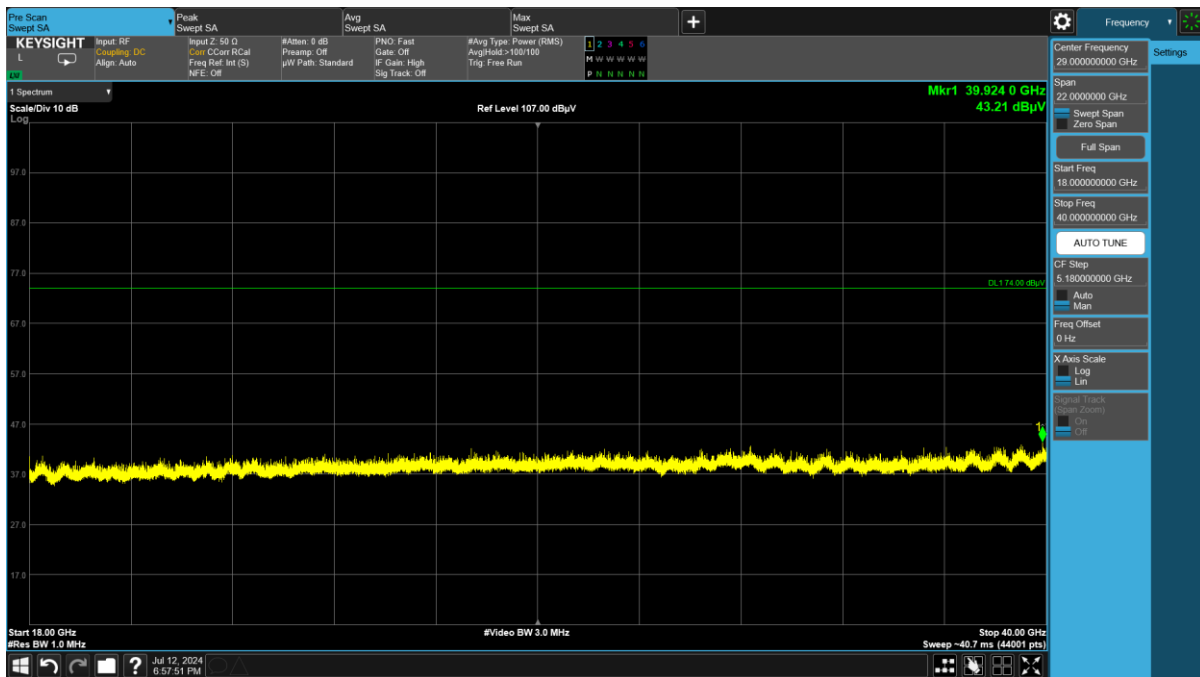 Pre Scan
Swept SA
Peak
Swept SA
Avg
Swept SA
Max
Swept SA
Frequency
KEYSIGHT
L
LXI
Input: RF
Coupling: DC
Align: Auto
Input Z: 50 Ω
Corr CCorr RCal
Freq Ref: Int (S)
NFE: Off
#Atten: 0 dB
Preamp: Off
µW Path: Standard
PNO: Fast
Gate: Off
IF Gain: High
Sig Track: Off
#Avg Type: Power (RMS)
Avg|Hold:>100/100
Trig: Free Run
1 2 3 4 5 6
M W W W W W
P N N N N N
1 Spectrum
Scale/Div 10 dB
Log
Ref Level 107.00 dBµV
Mkr1 39.924 0 GHz
43.21 dBµV
97.0
87.0
77.0
DL1 74.00 dBµV
67.0
57.0
47.0
1
37.0
27.0
17.0
Start 18.00 GHz
#Res BW 1.0 MHz
#Video BW 3.0 MHz
Stop 40.00 GHz
Sweep ~40.7 ms (44001 pts)
Jul 12, 2024
6:57:51 PM
Center Frequency
29.000000000 GHz
Settings
Span
22.0000000 GHz
Swept Span
Zero Span
Full Span
Start Freq
18.000000000 GHz
Stop Freq
40.000000000 GHz
AUTO TUNE
CF Step
5.180000000 GHz
Auto
Man
Freq Offset
0 Hz
X Axis Scale
Log
Lin
Signal Track
(Span Zoom)
On
Off